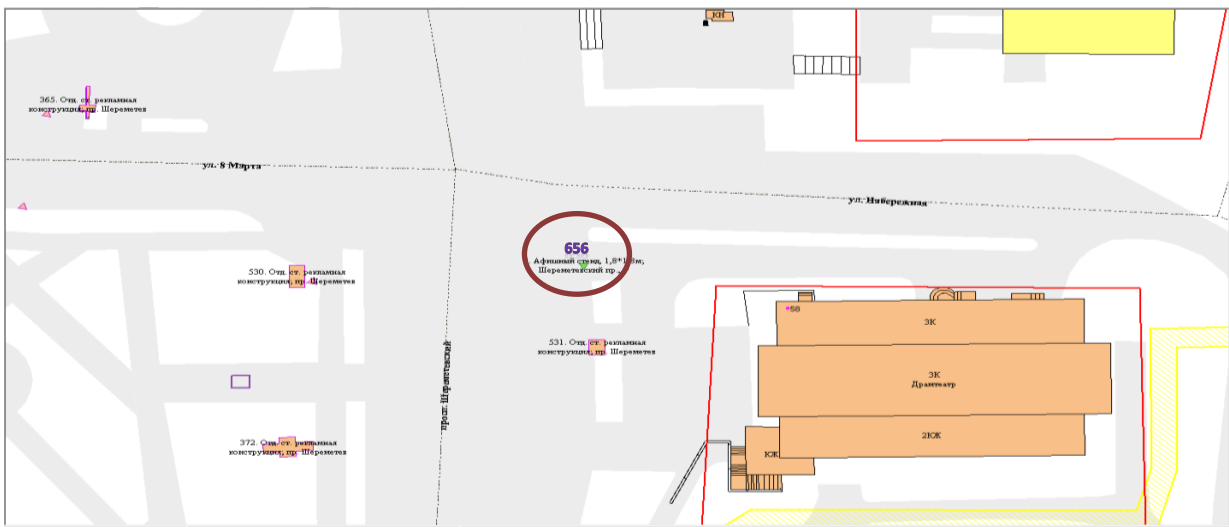 КН
365. Отд. ст. рекламная
конструкция, пр. Шереметев
ул. 8 Марта
ул. Набережная
656
Афишный стенд, 1,8*1,8м,
Шереметевский пр.,
530. Отд. ст. рекламная
конструкция, пр. Шереметев
58
3К
531. Отд. ст. рекламная
конструкция, пр. Шереметев
3К
Драмтеатр
просп. Шереметевский
372. Отд. ст. рекламная
конструкция, пр. Шереметев
2КЖ
КЖ